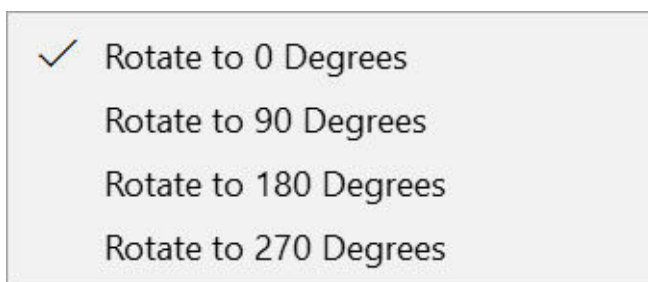 Rotate to 0 Degrees
Rotate to 90 Degrees
Rotate to 180 Degrees
Rotate to 270 Degrees